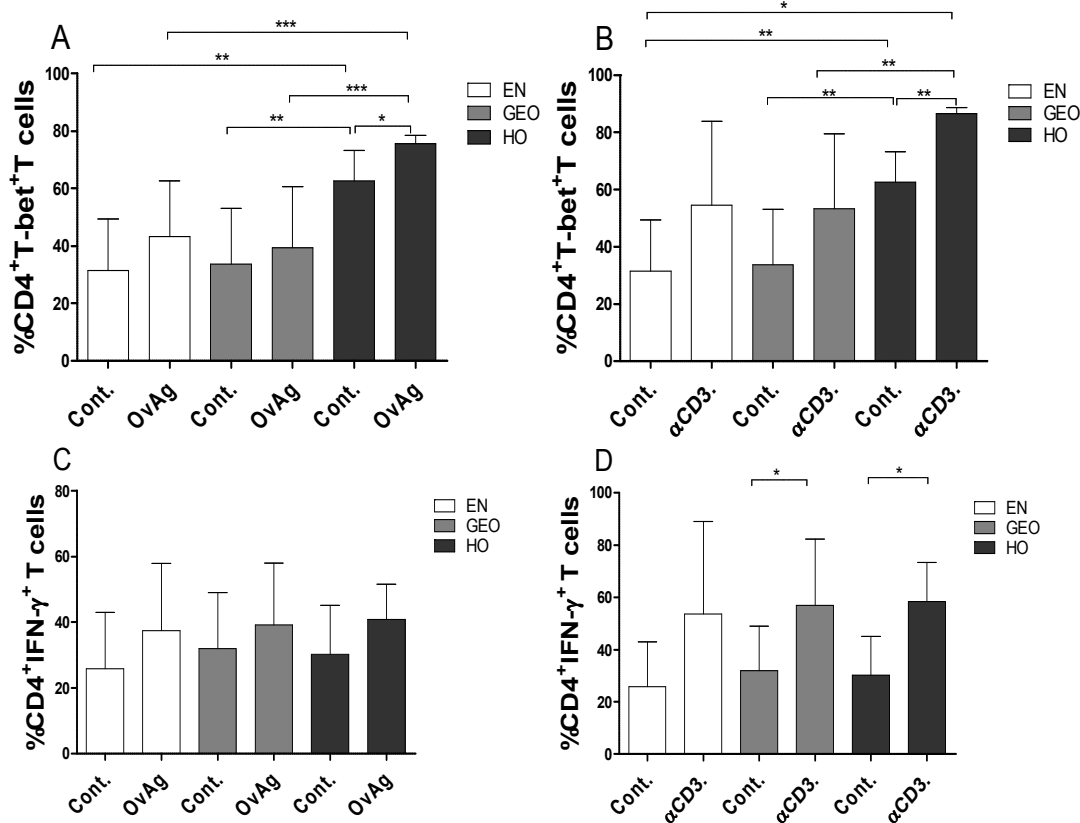 A
***
**
***
**
*
%CD4+T-bet+T cells
100
80
60
40
20
0
Cont.
OvAg
Cont.
OvAg
Cont.
OvAg
EN
GEO
HO
B
*
**
**
**
**
%CD4+T-bet+T cells
100
80
60
40
20
0
Cont.
αCD3.
Cont.
αCD3.
Cont.
αCD3.
EN
GEO
HO
C
%CD4+IFN-γ+ T cells
80
60
40
20
0
Cont.
OvAg
Cont.
OvAg
Cont.
OvAg
EN
GEO
HO
D
*
*
%CD4+IFN-γ+ T cells
100
80
60
40
20
0
Cont.
αCD3.
Cont.
αCD3.
Cont.
αCD3.
EN
GEO
HO